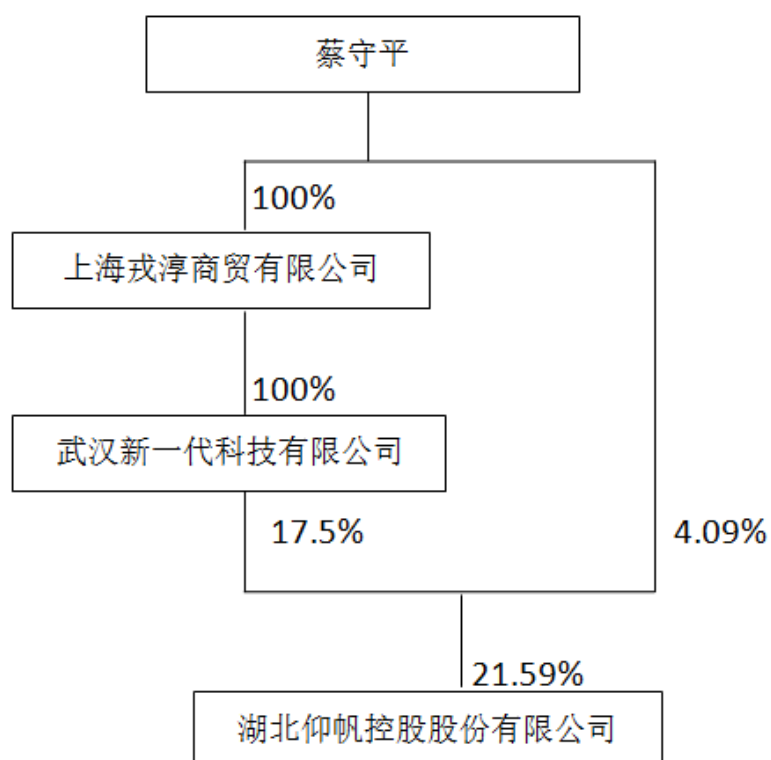 蔡守平
100%
上海戎淳商贸有限公司
100%
武汉新一代科技有限公司
17.5%
4.09%
21.59%
湖北仰帆控股股份有限公司